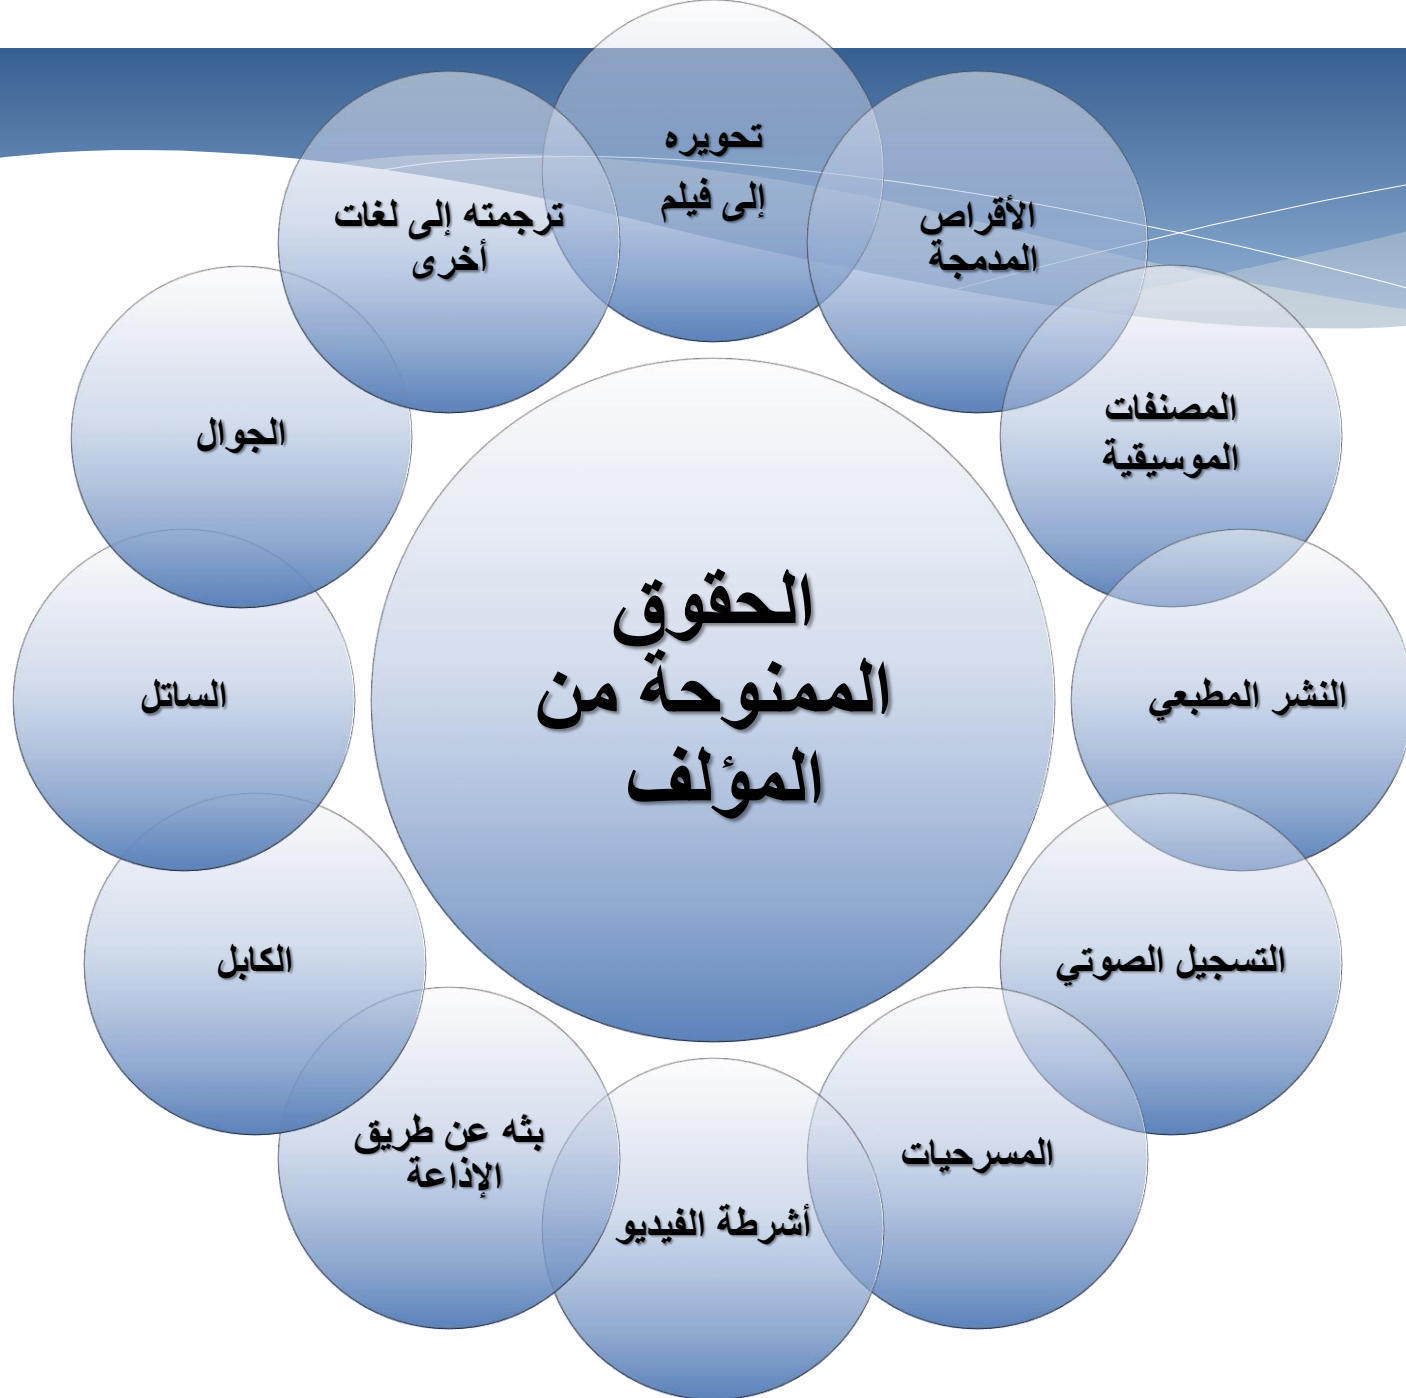 تحويره
إلى فيلم
الأقراص
المدمجة
المصنفات
الموسيقية
النشر المطبعي
التسجيل الصوتي
المسرحيات
أشرطة الفيديو
بثه عن طريق
الإذاعة
الكابل
الساتل
الجوال
ترجمته إلى لغات
أخرى
الحقوق
الممنوحة من
المؤلف